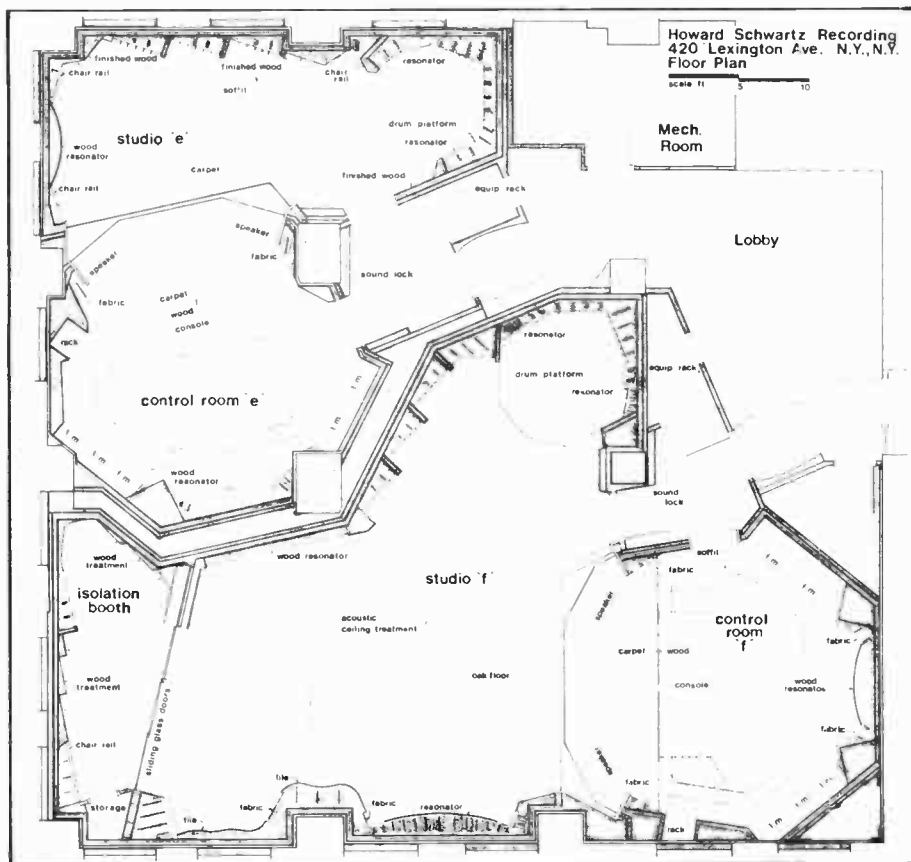 Howard Schwartz Recording
420 Lexington Ave. N.Y., N.Y.
Floor Plan
scale ft 5 10
finished wood
chair rail
finished wood
soffit
chair
rail
resonator
drum platform
resonator
studio 'e'
wood
resonator
carpet
chair rail
finished wood
equip rack
Mech.
Room
Lobby
speaker
fabric
speaker
fabric
carpet
wood
console
sound lock
rack
control room 'e'
t m
t m
t m
t m
t m
wood
resonator
resonator
drum platform
resonator
equip rack
sound
lock
wood
treatment
isolation
booth
wood
treatment
chair rail
storage
sliding glass doors
wood resonator
studio 'f'
acoustic
ceiling treatment
oak floor
tile
fabric
tile
fabric
resonator
soffit
fabric
speaker
t m
t m
control
room
'f'
fabric
carpet
wood
console
wood
resonator
fabric
fabric
rack
t m
t m
t m